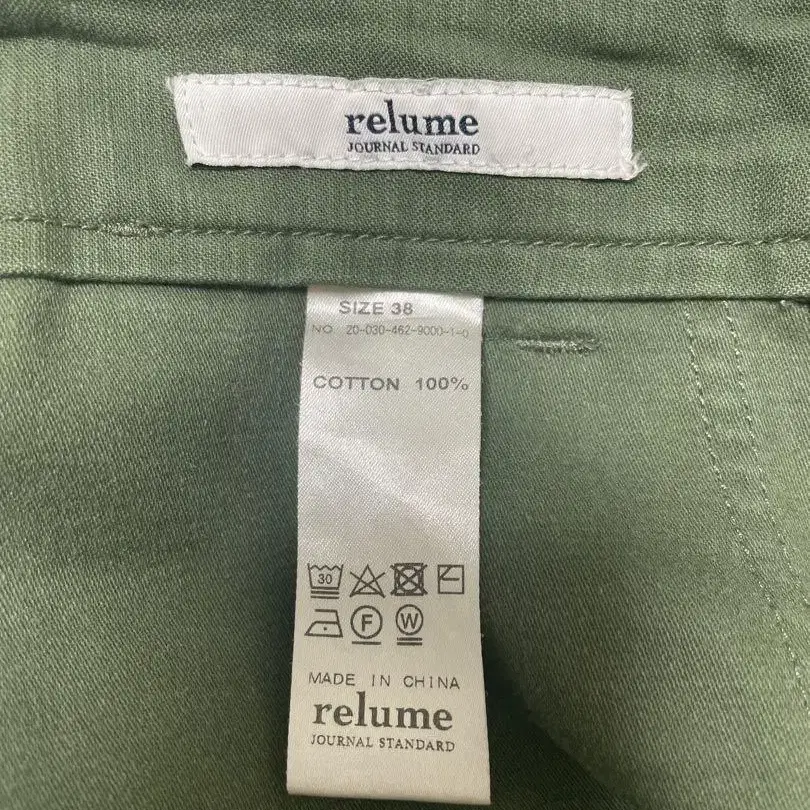 relume
JOURNAL STANDARD
SIZE 38
NO 20-030-462-9000-1-0
COTTON 100%
30
F W
MADE IN CHINA
relume
JOURNAL STANDARD